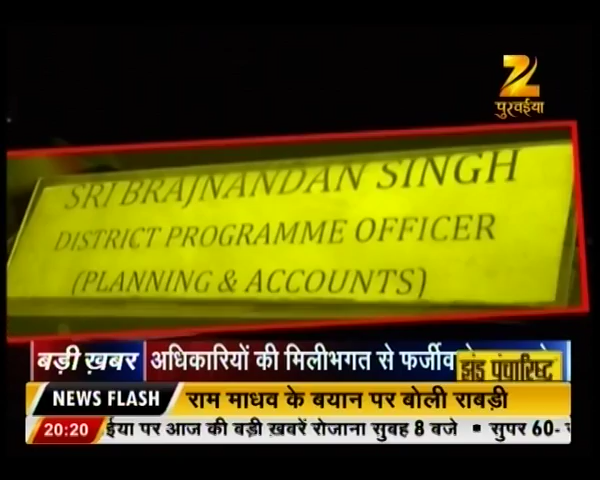 Z
पुरवईया
SRI BRAJNANDAN SINGH
DISTRICT PROGRAMME OFFICER
(PLANNING & ACCOUNTS)
बड़ी ख़बर अधिकारियों की मिलीभगत से
झंडु पंचारिष्ट
NEWS FLASH राम माधव के बयान पर बोली राबड़ी
20:20 ईया पर आज की बड़ी ख़बरें रोजाना सुबह 8 बजे ▪ सुपर 60-